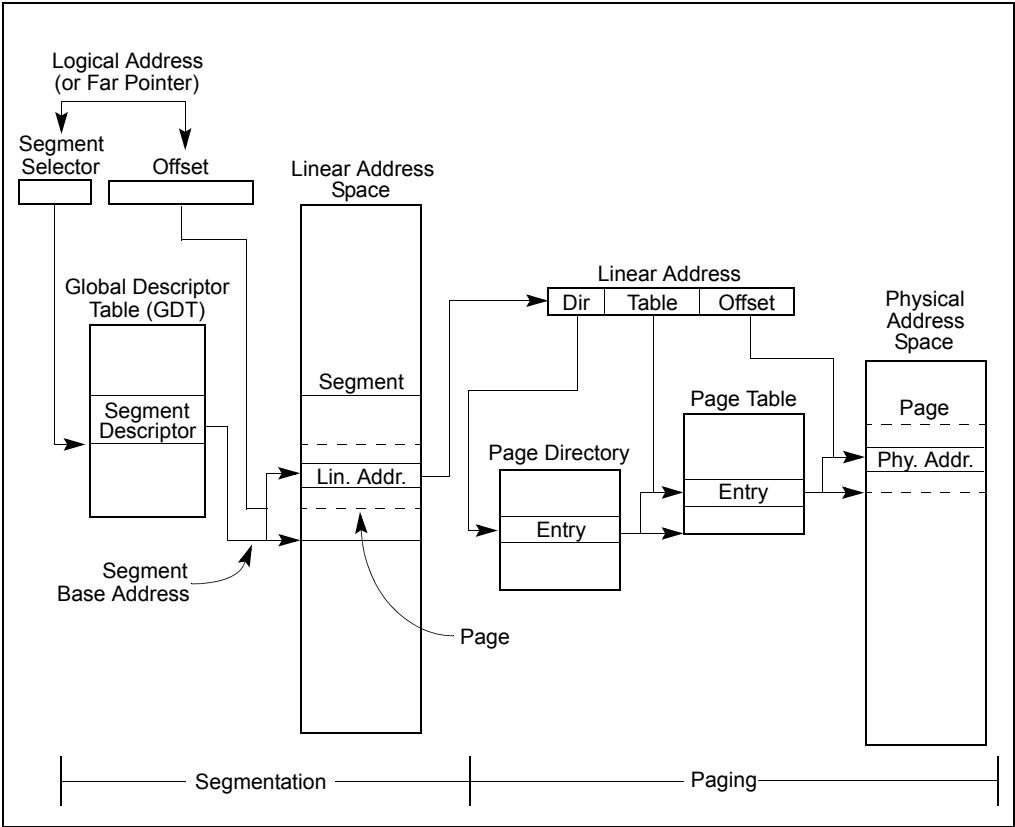 Logical Address
(or Far Pointer)
Segment
Selector
Offset
Linear Address
Space
Global Descriptor
Table (GDT)
Segment
Descriptor
Segment
Lin. Addr.
Segment
Base Address
Page
Linear Address
Dir
Table
Offset
Page Directory
Entry
Page Table
Entry
Physical
Address
Space
Page
Phy. Addr.
Segmentation
Paging